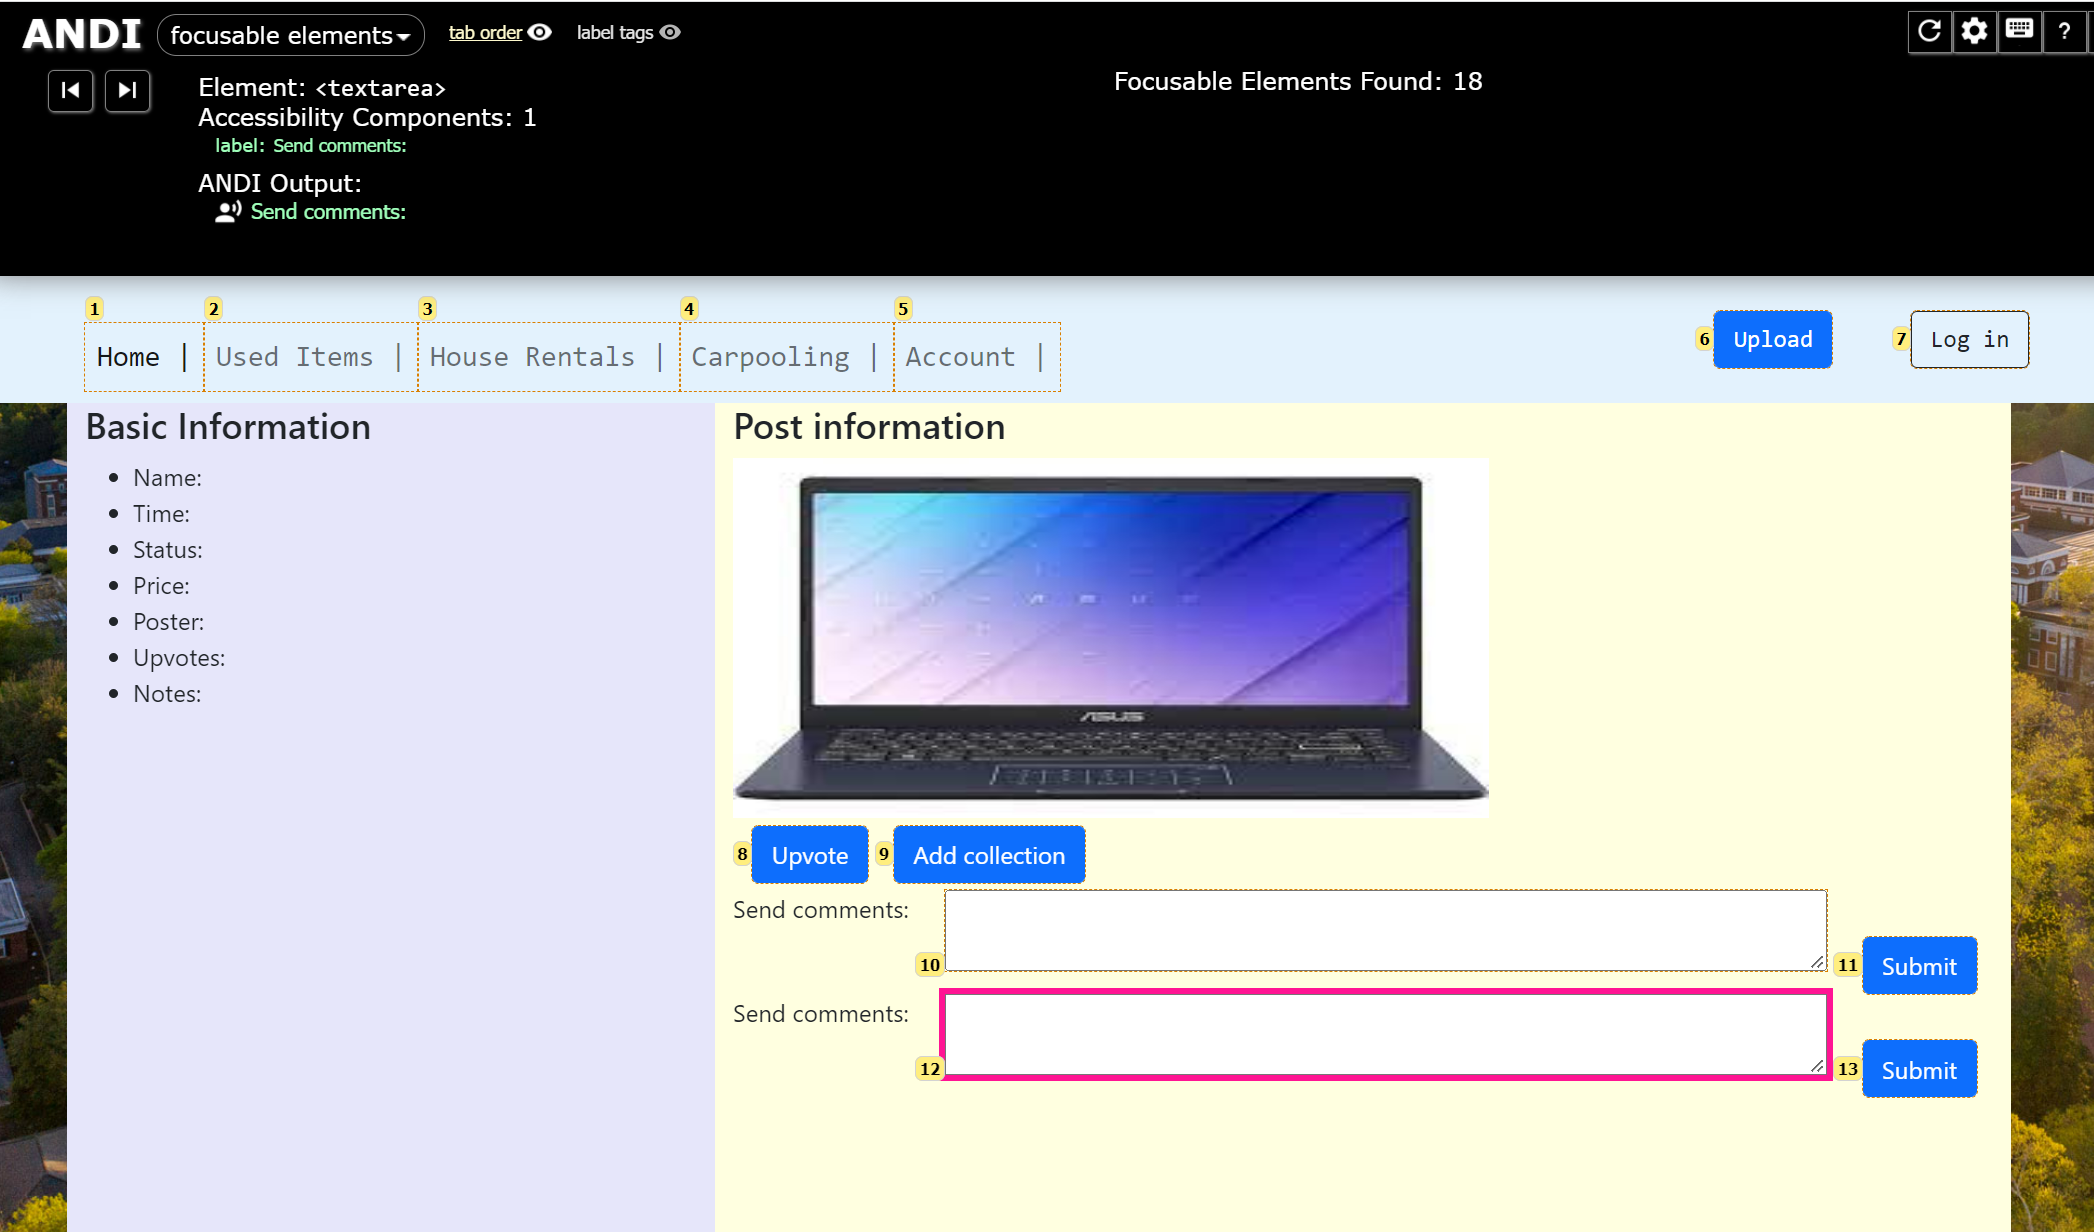 ANDI focusable elements tab order label tags ?
Element: <textarea>
Focusable Elements Found: 18
Accessibility Components: 1
label: Send comments:
ANDI Output:
Send comments:
1 2 3 4 5
Home | Used Items | House Rentals | Carpooling | Account |
6 Upload 7 Log in
Basic Information
Name:
Time:
Status:
Price:
Poster:
Upvotes:
Notes:
Post information
ASUS
8 Upvote 9 Add collection
Send comments:
10 11 Submit
Send comments:
12 13 Submit